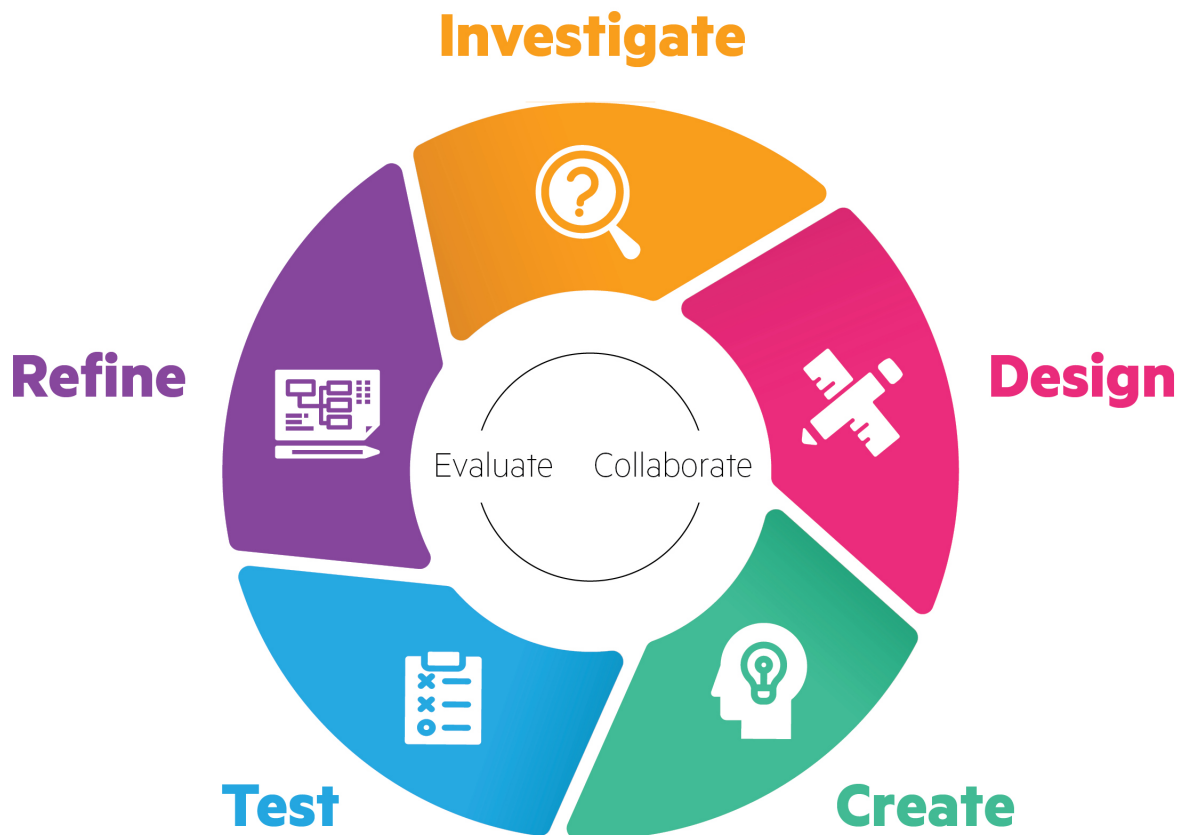 Investigate
Refine
Design
Evaluate Collaborate
Test
Create